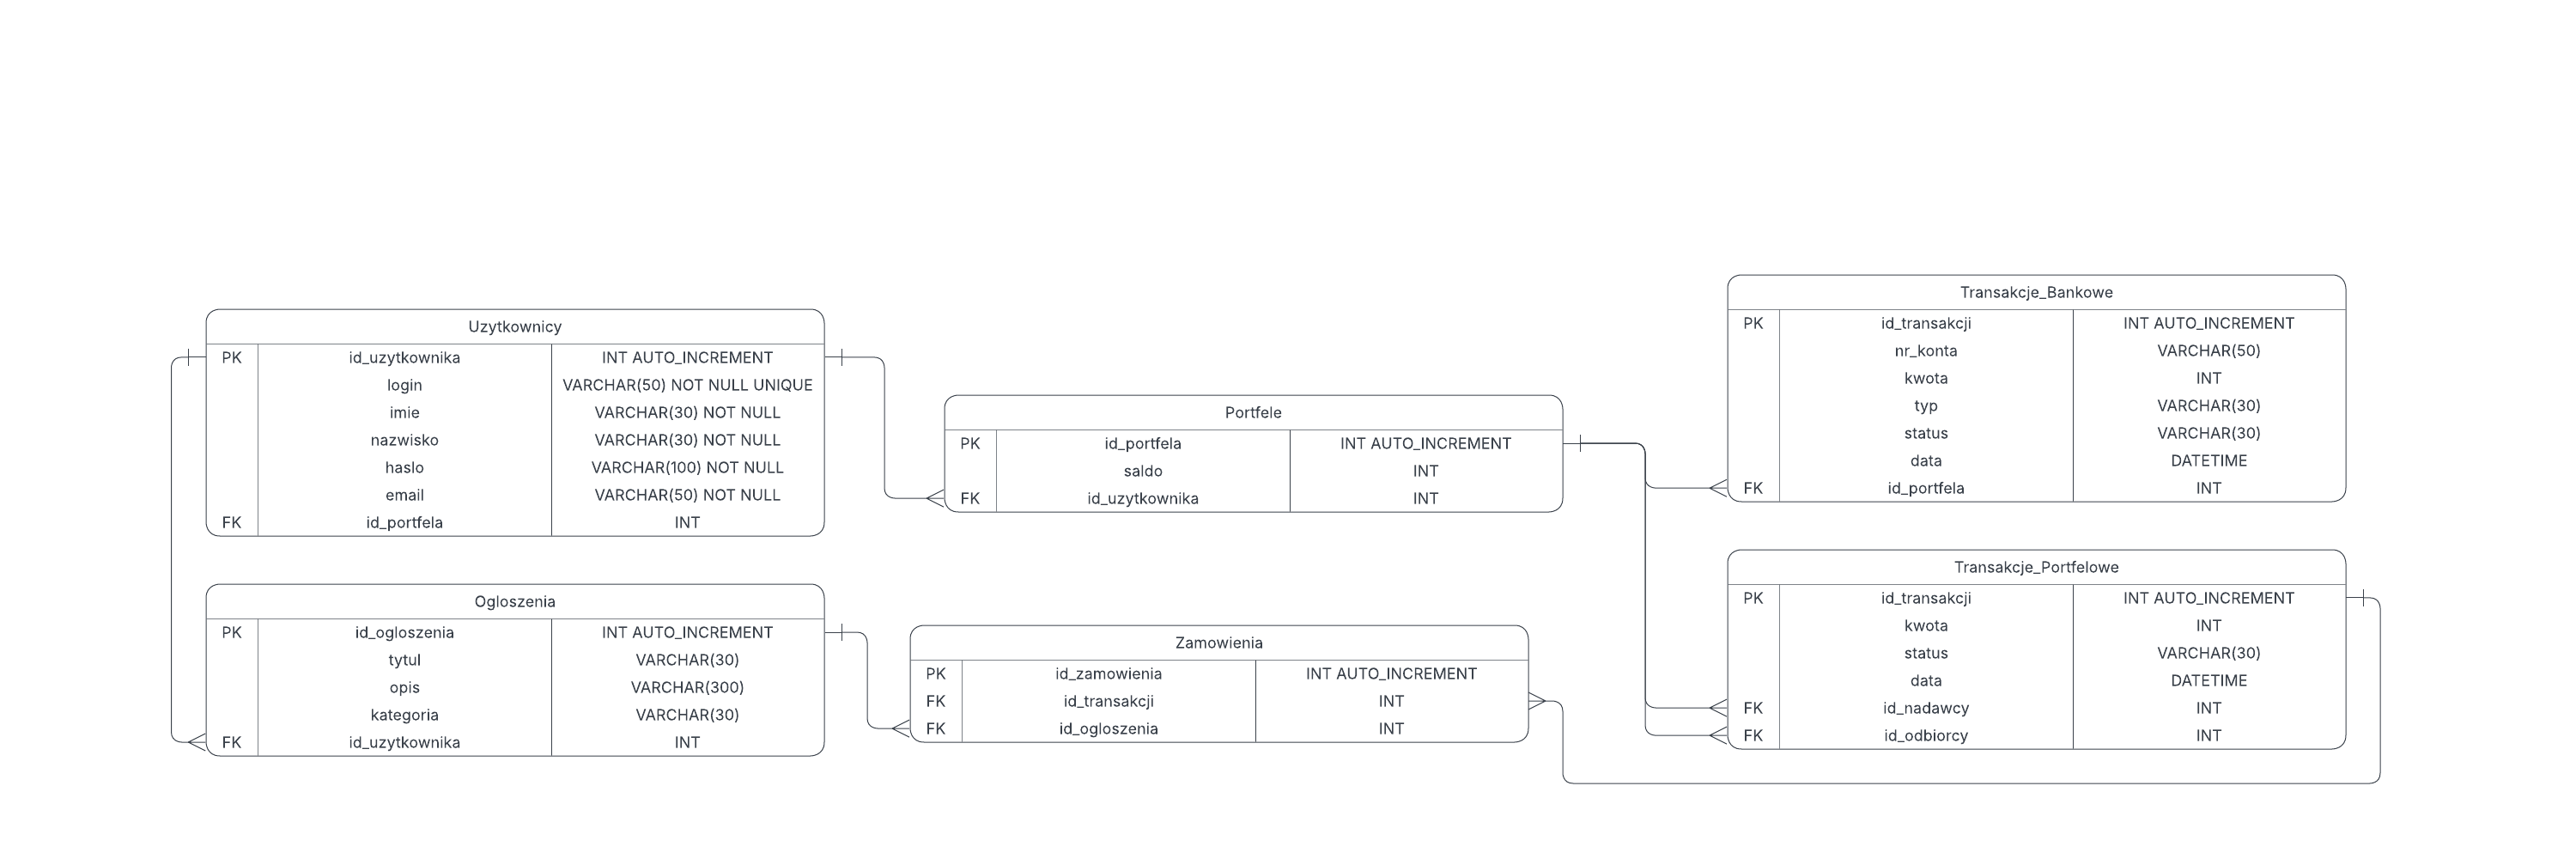 Uzytkownicy
PK id_uzytkownika INT AUTO_INCREMENT
login VARCHAR(50) NOT NULL UNIQUE
imie VARCHAR(30) NOT NULL
nazwisko VARCHAR(30) NOT NULL
haslo VARCHAR(100) NOT NULL
email VARCHAR(50) NOT NULL
FK id_portfela INT
Ogloszenia
PK id_ogloszenia INT AUTO_INCREMENT
tytul VARCHAR(30)
opis VARCHAR(300)
kategoria VARCHAR(30)
FK id_uzytkownika INT
Portfele
PK id_portfela INT AUTO_INCREMENT
saldo INT
FK id_uzytkownika INT
Zamowienia
PK id_zamowienia INT AUTO_INCREMENT
FK id_transakcji INT
FK id_ogloszenia INT
Transakcje_Bankowe
PK id_transakcji INT AUTO_INCREMENT
nr_konta VARCHAR(50)
kwota INT
typ VARCHAR(30)
status VARCHAR(30)
data DATETIME
FK id_portfela INT
Transakcje_Portfelowe
PK id_transakcji INT AUTO_INCREMENT
kwota INT
status VARCHAR(30)
data DATETIME
FK id_nadawcy INT
FK id_odbiorcy INT